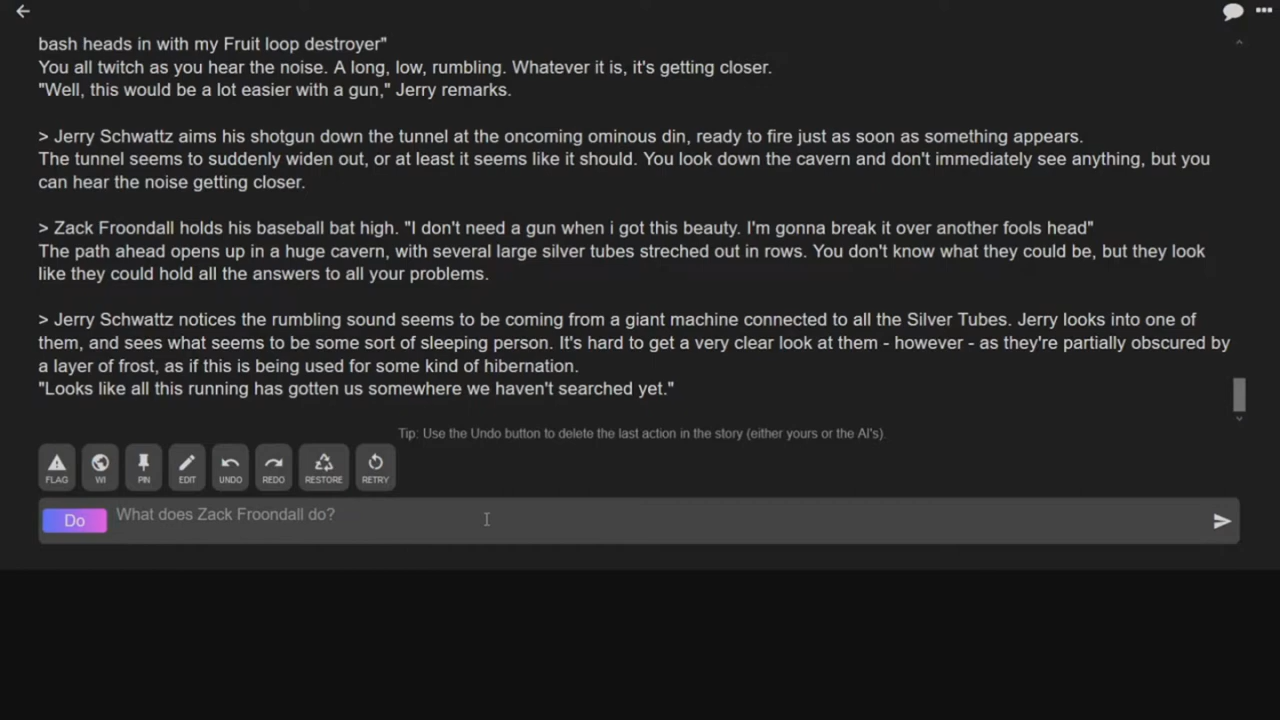 bash heads in with my Fruit loop destroyer"
You all twitch as you hear the noise. A long, low, rumbling. Whatever it is, it's getting closer.
"Well, this would be a lot easier with a gun," Jerry remarks.
> Jerry Schwattz aims his shotgun down the tunnel at the oncoming ominous din, ready to fire just as soon as something appears.
The tunnel seems to suddenly widen out, or at least it seems like it should. You look down the cavern and don't immediately see anything, but you
can hear the noise getting closer.
> Zack Froondall holds his baseball bat high. "I don't need a gun when i got this beauty. I'm gonna break it over another fools head"
The path ahead opens up in a huge cavern, with several large silver tubes streched out in rows. You don't know what they could be, but they look
like they could hold all the answers to all your problems.
> Jerry Schwattz notices the rumbling sound seems to be coming from a giant machine connected to all the Silver Tubes. Jerry looks into one of
them, and sees what seems to be some sort of sleeping person. It's hard to get a very clear look at them - however - as they're partially obscured by
a layer of frost, as if this is being used for some kind of hibernation.
"Looks like all this running has gotten us somewhere we haven't searched yet."
Tip: Use the Undo button to delete the last action in the story (either yours or the AI's).
FLAG WI PIN EDIT UNDO REDO RESTORE RETRY
Do What does Zack Froondall do?